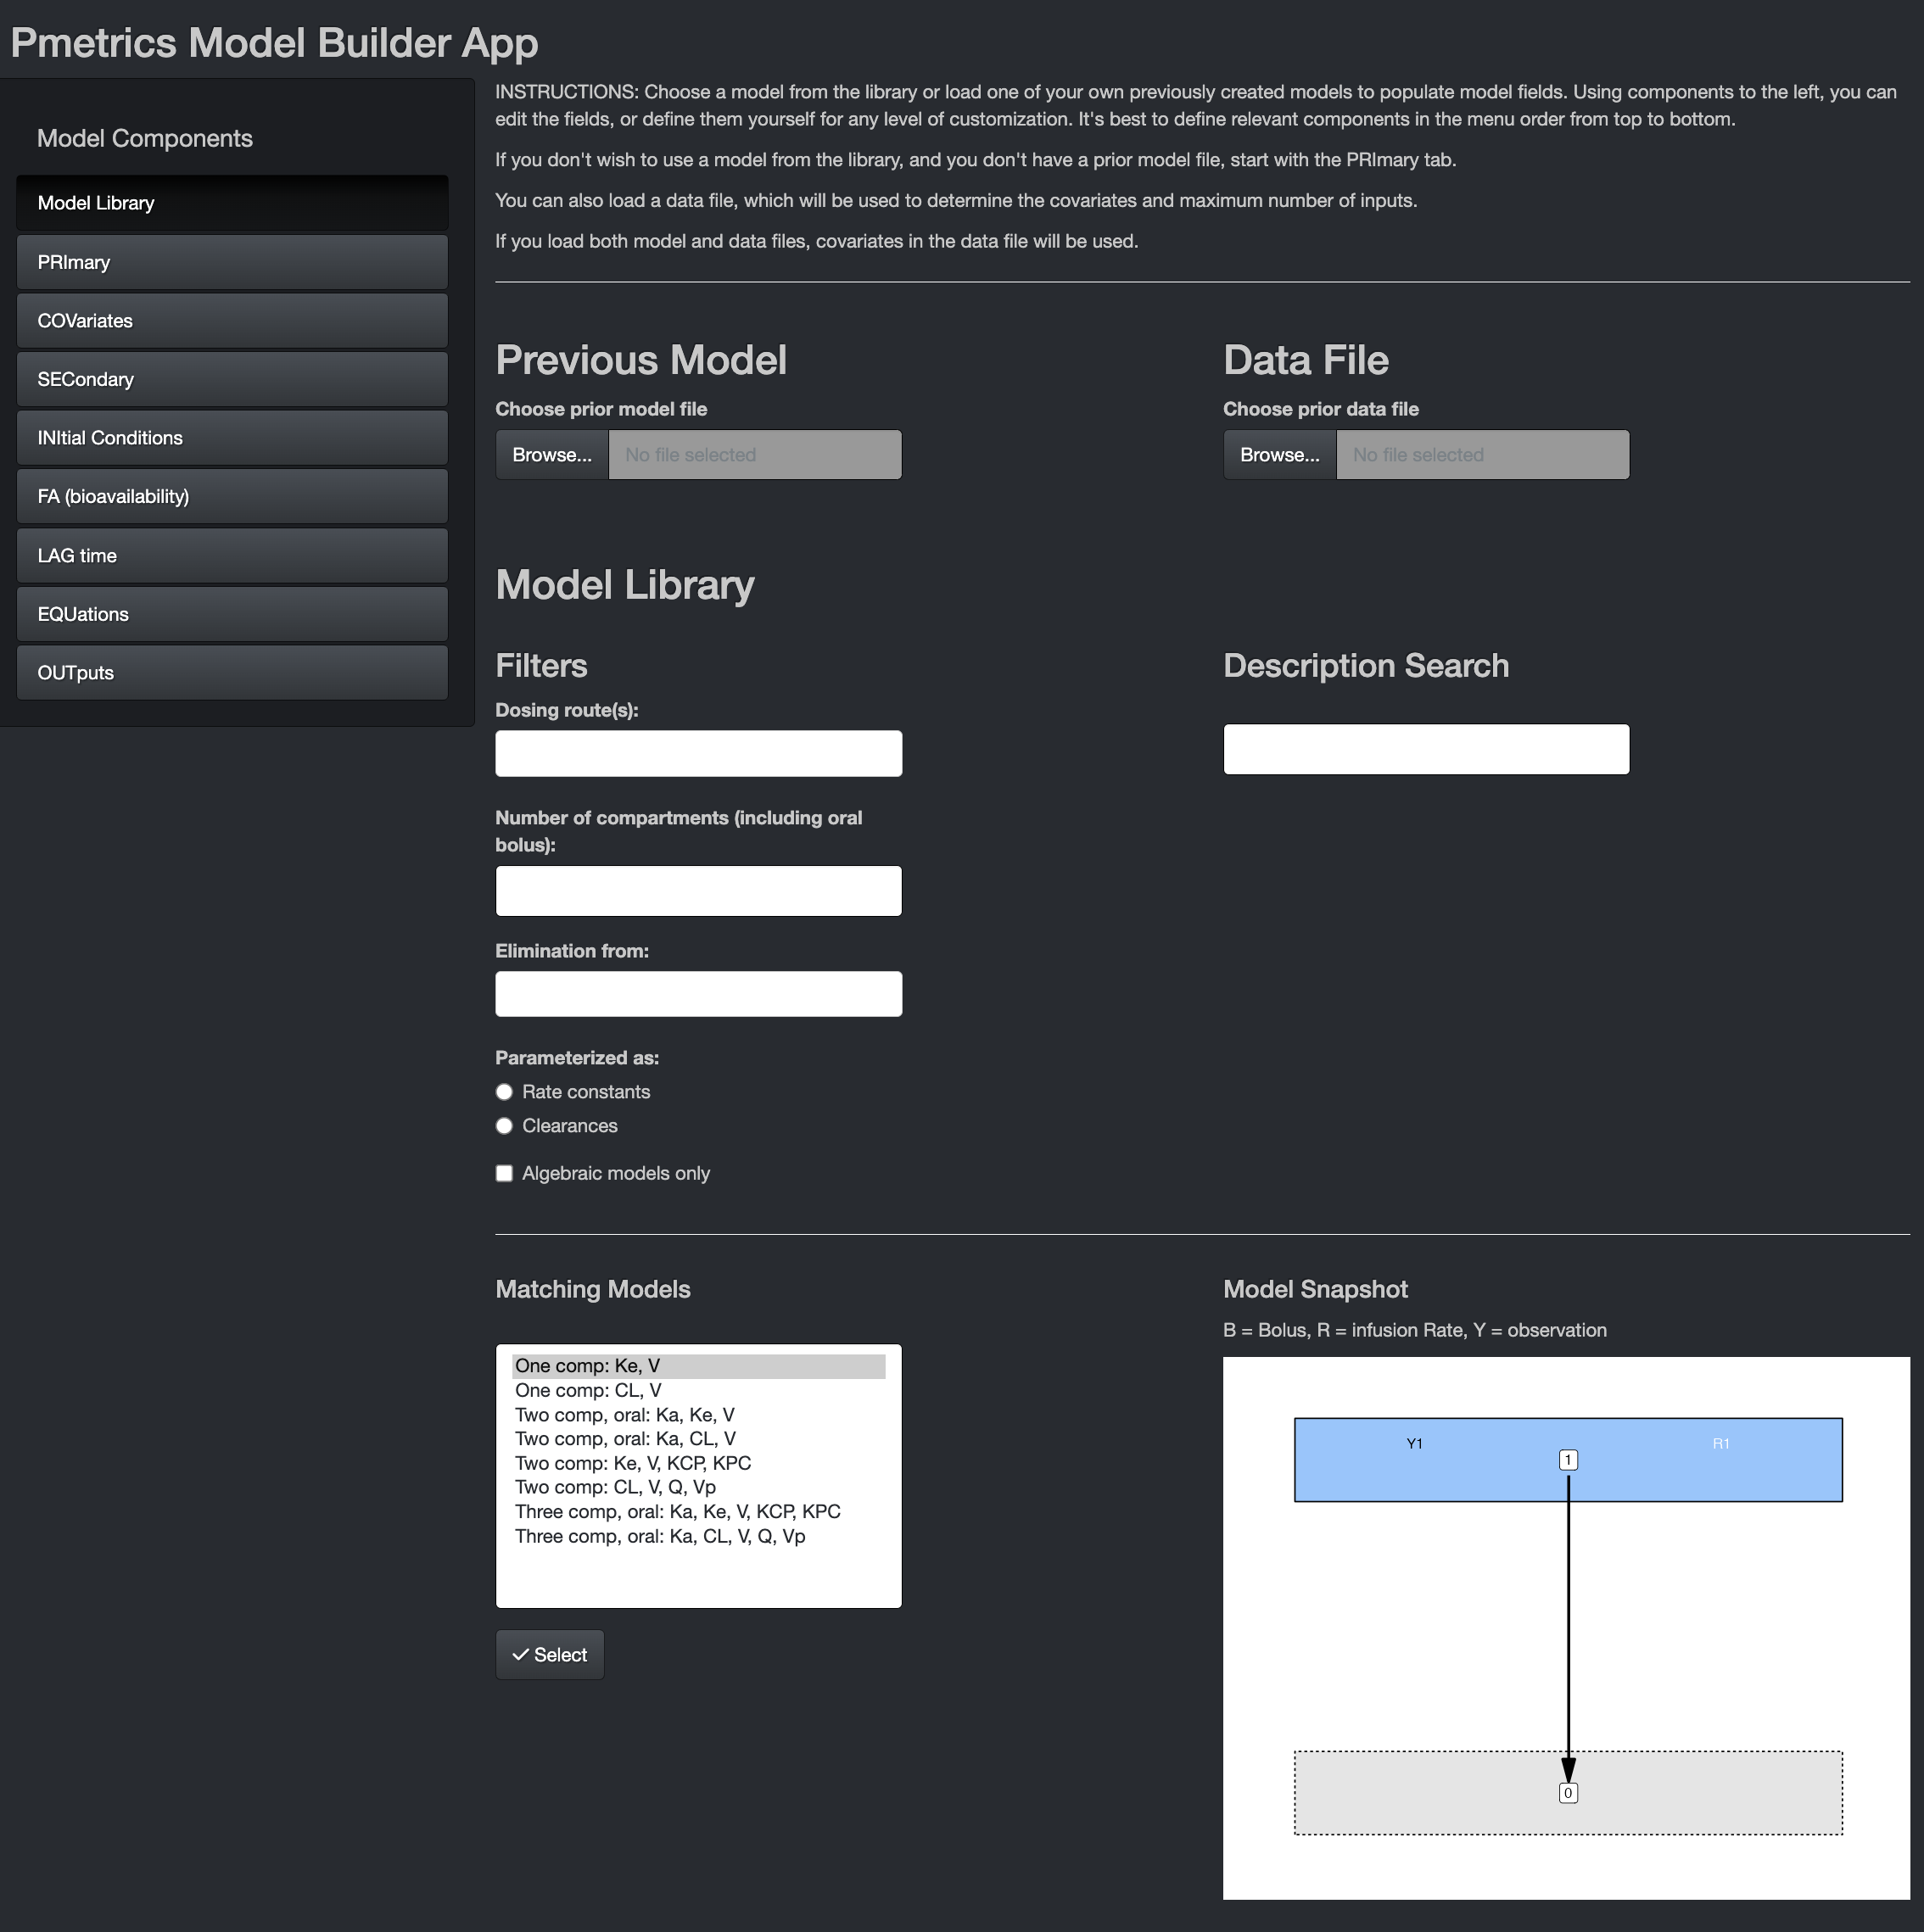 Pmetrics Model Builder App
Model Components
Model Library
PRImary
COVariates
SECondary
INItial Conditions
FA (bioavailability)
LAG time
EQUations
OUTputs
INSTRUCTIONS: Choose a model from the library or load one of your own previously created models to populate model fields. Using components to the left, you can
edit the fields, or define them yourself for any level of customization. It's best to define relevant components in the menu order from top to bottom.
If you don't wish to use a model from the library, and you don't have a prior model file, start with the PRImary tab.
You can also load a data file, which will be used to determine the covariates and maximum number of inputs.
If you load both model and data files, covariates in the data file will be used.
Previous Model
Choose prior model file
Browse... No file selected
Data File
Choose prior data file
Browse... No file selected
Model Library
Filters
Dosing route(s):
Number of compartments (including oral
bolus):
Elimination from:
Parameterized as:
Rate constants
Clearances
Algebraic models only
Description Search
Matching Models
One comp: Ke, V
One comp: CL, V
Two comp, oral: Ka, Ke, V
Two comp, oral: Ka, CL, V
Two comp: Ke, V, KCP, KPC
Two comp: CL, V, Q, Vp
Three comp, oral: Ka, Ke, V, KCP, KPC
Three comp, oral: Ka, CL, V, Q, Vp
Select
Model Snapshot
B = Bolus, R = infusion Rate, Y = observation
Y1 R1
1
0